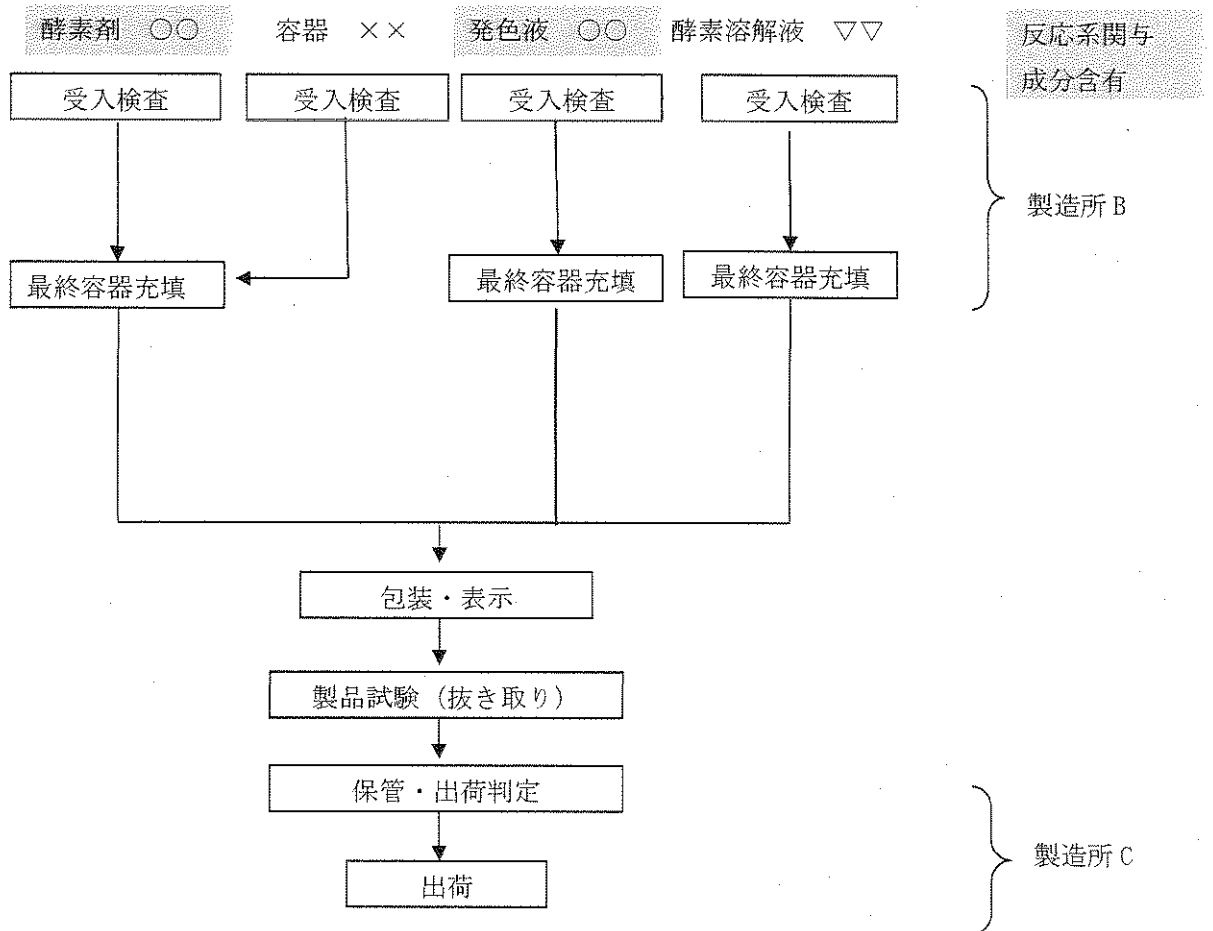 酵素剤 ○○
容器 ××
発色液 ○○
酵素溶解液 ▽▽
反応系関与
成分含有
受入検査
受入検査
受入検査
受入検査
製造所 B
最終容器充填
最終容器充填
最終容器充填
包装・表示
製品試験（抜き取り）
保管・出荷判定
製造所 C
出荷